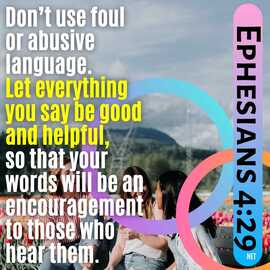 Don’t use foul
or abusive
language.
Let everything
you say be good
and helpful,
so that your
words will be an
encouragement
to those who
hear them.
EPHESIANS 4:29
NET